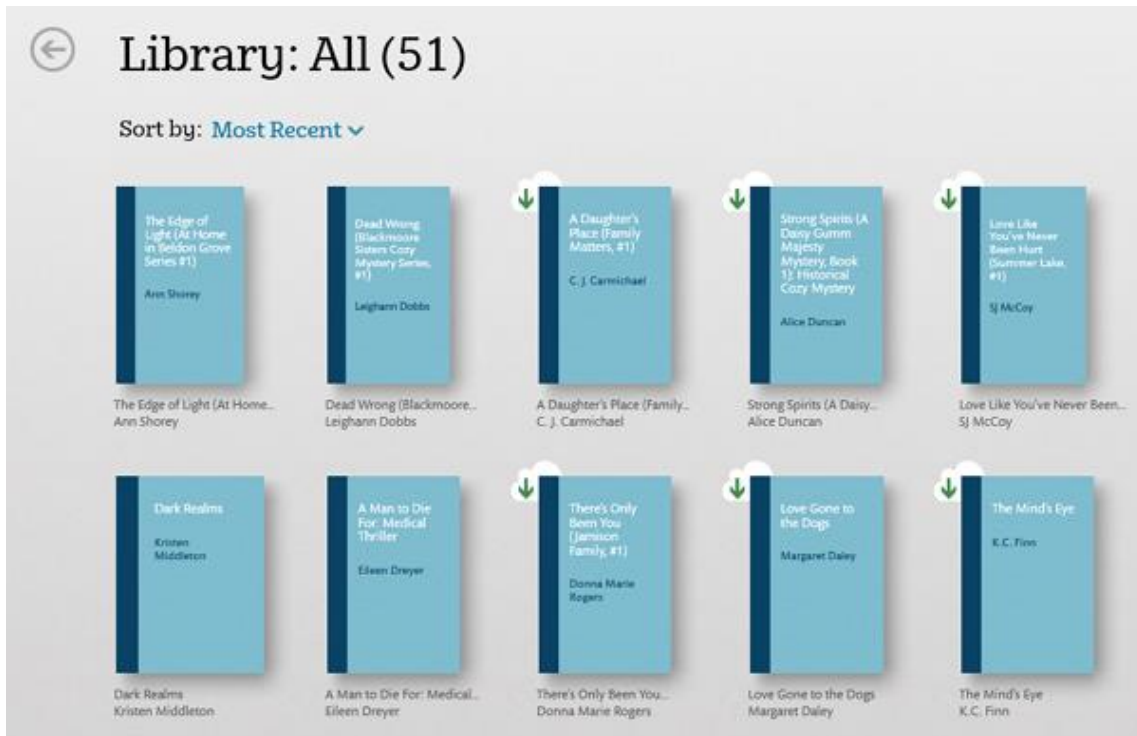 Library: All (51)
Sort by: Most Recent
The Edge of
Light (At Home
in Beldon Grove
Series #1)
Ann Shorey
Dead Wrong
(Blackmoore
Sisters Cozy
Mystery Series,
#1)
Leighann Dobbs
A Daughter's
Place (Family
Matters, #1)
C. J. Carmichael
Strong Spirits (A
Daisy Gumm
Majesty
Mystery, Book
1): Historical
Cozy Mystery
Alice Duncan
Love Like
You've Never
Been Hurt
(Summer Lake,
#1)
SJ McCoy
The Edge of Light (At Home...
Ann Shorey
Dead Wrong (Blackmoore...
Leighann Dobbs
A Daughter's Place (Family...
C. J. Carmichael
Strong Spirits (A Daisy...
Alice Duncan
Love Like You've Never Been...
SJ McCoy
Dark Realms
Kristen
Middleton
A Man to Die
For: Medical
Thriller
Eileen Dreyer
There's Only
Been You
(Jamison
Family, #1)
Donna Marie
Rogers
Love Gone to
the Dogs
Margaret Daley
The Mind's Eye
K.C. Finn
Dark Realms
Kristen Middleton
A Man to Die For: Medical...
Eileen Dreyer
There's Only Been You...
Donna Marie Rogers
Love Gone to the Dogs
Margaret Daley
The Mind's Eye
K.C. Finn